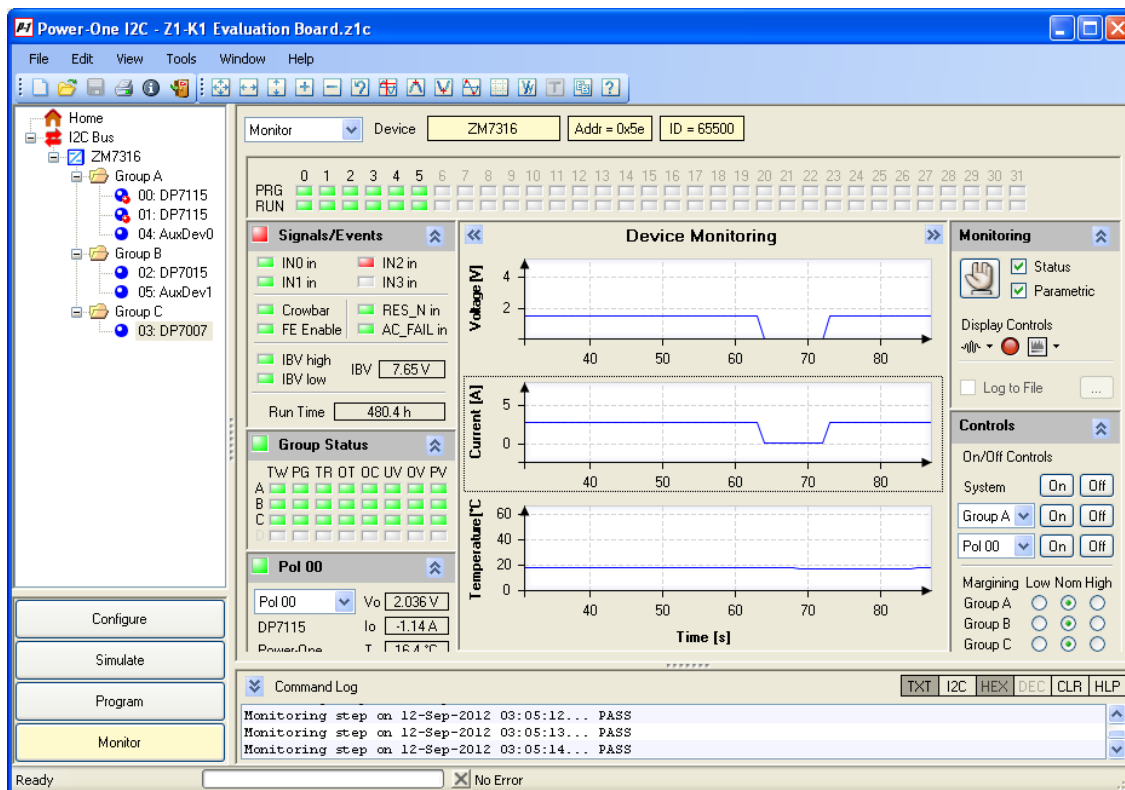 Power-One I2C - Z1-K1 Evaluation Board.z1c
File Edit View Tools Window Help
Home
I2C Bus
ZM7316
Group A
00: DP7115
01: DP7115
04: AuxDev0
Group B
02: DP7015
05: AuxDev1
Group C
03: DP7007
Configure
Simulate
Program
Monitor
Monitor Device ZM7316 Addr = 0x5e ID = 65500
0 1 2 3 4 5 6 7 8 9 10 11 12 13 14 15 16 17 18 19 20 21 22 23 24 25 26 27 28 29 30 31
PRG
RUN
Signals/Events
IN0 in IN2 in
IN1 in IN3 in
Crowbar RES_N in
FE Enable AC_FAIL in
IBV high
IBV low
IBV 7.65 V
Run Time 480.4 h
Group Status
TW PG TR OT OC UV OV PV
A
B
C
D
Pol 00
Pol 00 Vo 2.036 V
DP7115 Io -1.14 A
Power-One T 16.4 °C
Device Monitoring
Voltage [V]
4
2
40 50 60 70 80
Current [A]
5
0
40 50 60 70 80
Temperature [°C
60
40
20
0
40 50 60 70 80
Time [s]
Monitoring
Status
Parametric
Display Controls
Log to File ...
Controls
On/Off Controls
System On Off
Group A On Off
Pol 00 On Off
Margining Low Nom High
Group A
Group B
Group C
Command Log TXT I2C HEX DEC CLR HLP
Monitoring step on 12-Sep-2012 03:05:12... PASS
Monitoring step on 12-Sep-2012 03:05:13... PASS
Monitoring step on 12-Sep-2012 03:05:14... PASS
Ready No Error